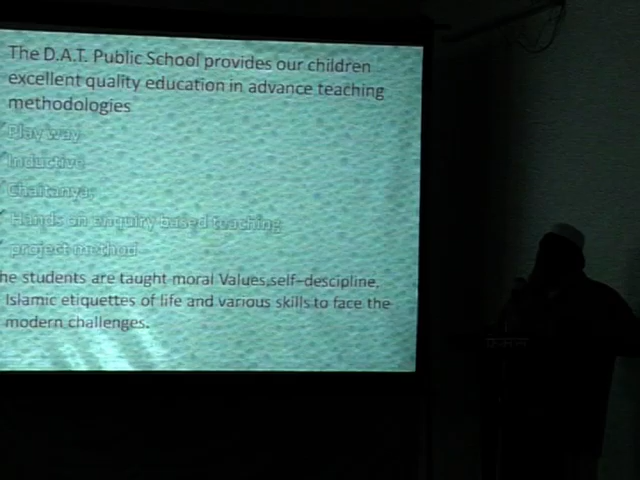 The D.A.T. Public School provides our children
excellent quality education in advance teaching
methodologies
Play way
Inductive
Chaitanya
Hands on enquiry based teaching
project method
he students are taught moral Values,self-descipline,
Islamic etiquettes of life and various skills to face the
modern challenges.